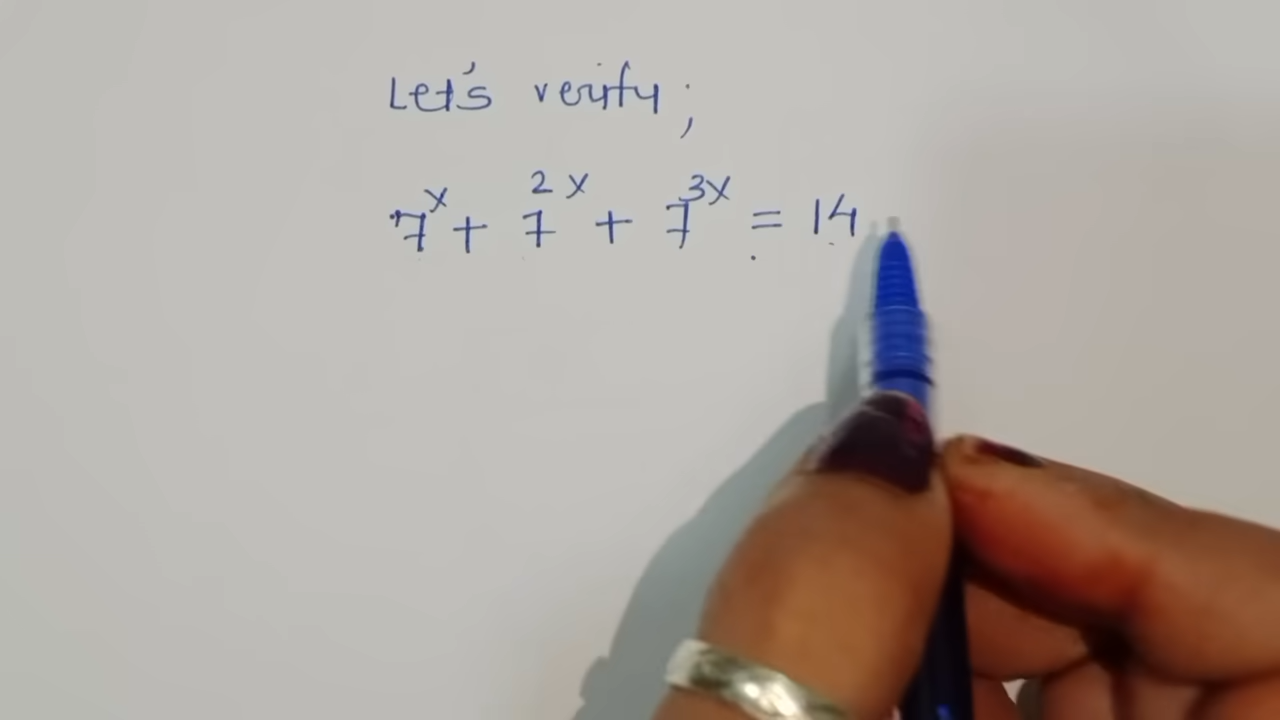 Let's verify;
7^x + 7^2x + 7^3x = 14